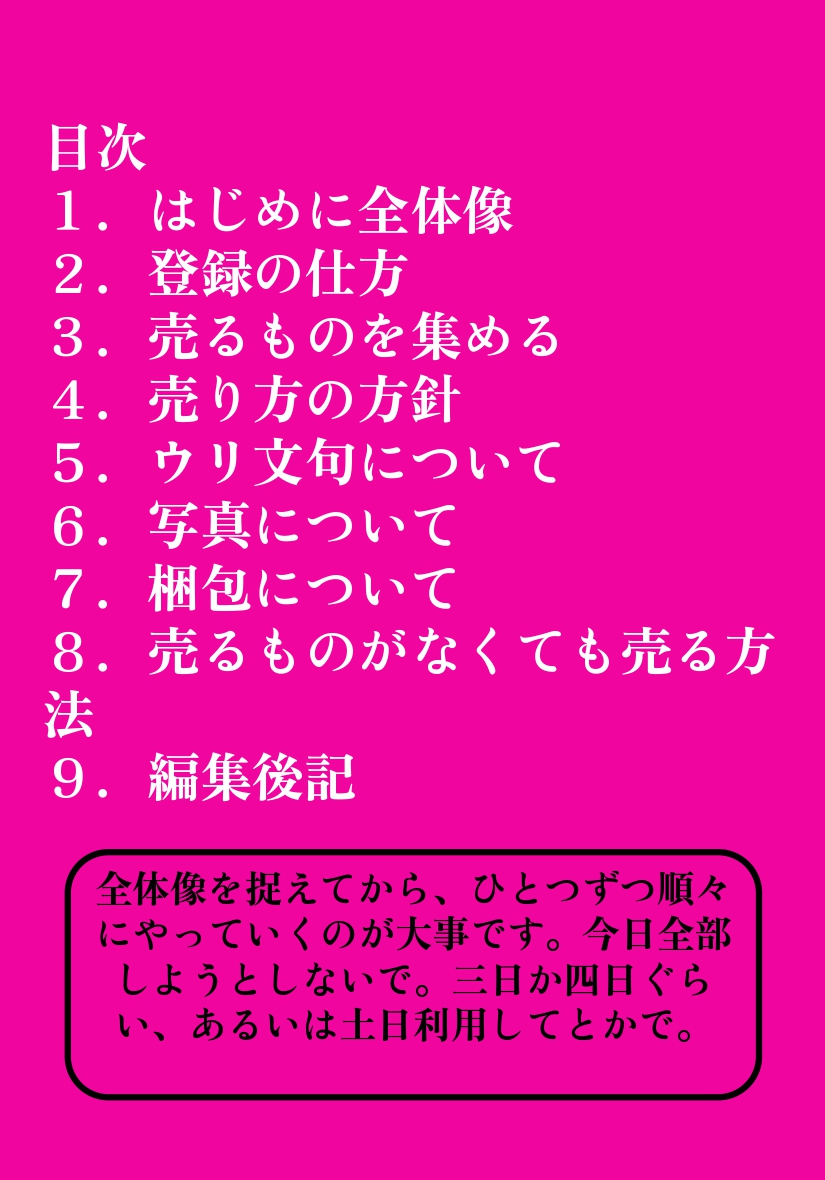 目次
１．はじめに全体像
２．登録の仕方
３．売るものを集める
４．売り方の方針
５．ウリ文句について
６．写真について
７．梱包について
８．売るものがなくても売る方
法
９．編集後記
全体像を捉えてから、ひとつずつ順々
にやっていくのが大事です。今日全部
しようとしないで。三日か四日ぐら
い、あるいは土日利用してとかで。